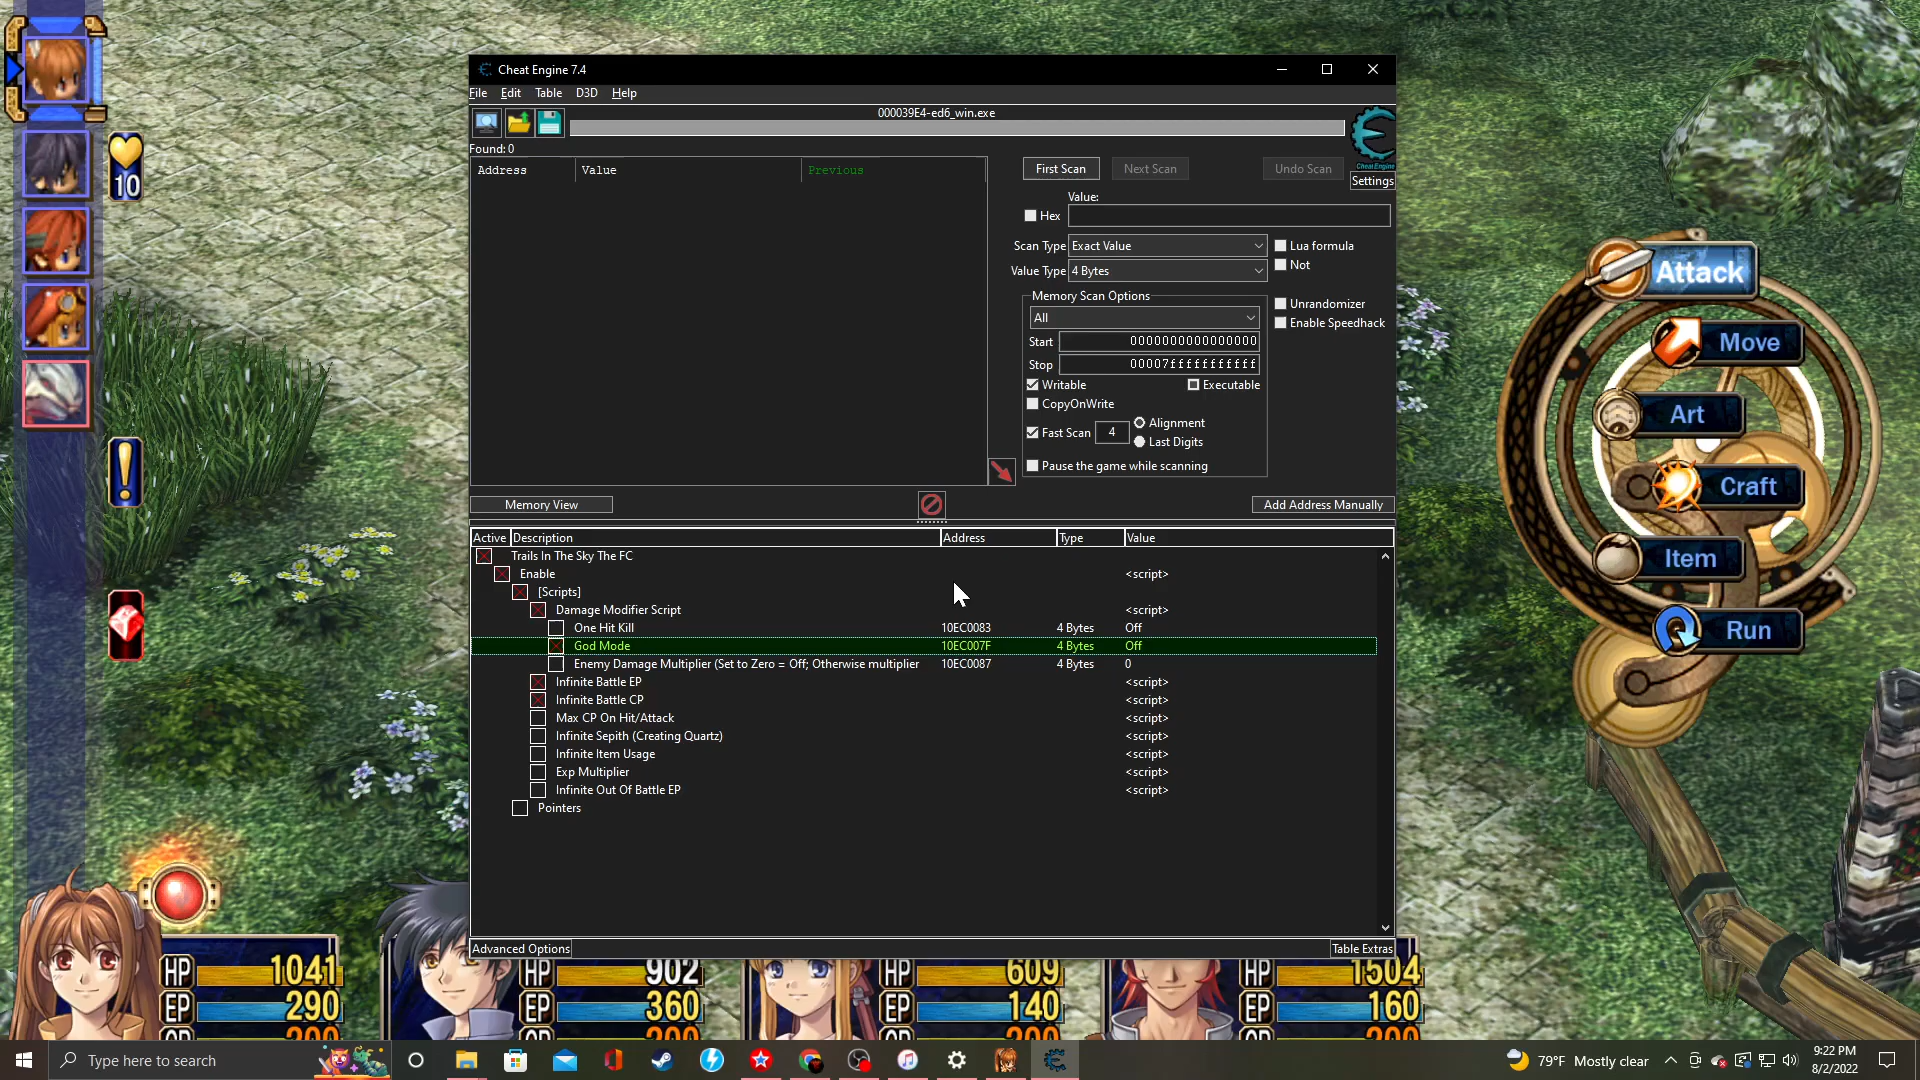 Cheat Engine 7.4
File Edit Table D3D Help
000039E4-ed6_win.exe
Found: 0
Address Value Previous
First Scan Next Scan Undo Scan
Cheat Engine
Settings
Value:
Hex
Scan Type Exact Value Lua formula
Value Type 4 Bytes Not
Memory Scan Options
All
Unrandomizer
Enable Speedhack
Start 0000000000000000
Stop 00007fffffffffff
Writable Executable
CopyOnWrite
Fast Scan 4 Alignment
Last Digits
Pause the game while scanning
Memory View Add Address Manually
Active Description Address Type Value
Trails In The Sky The FC
Enable <script>
[Scripts]
Damage Modifier Script <script>
One Hit Kill 10EC0083 4 Bytes Off
God Mode 10EC007F 4 Bytes Off
Enemy Damage Multiplier (Set to Zero = Off; Otherwise multiplier 10EC0087 4 Bytes 0
Infinite Battle EP <script>
Infinite Battle CP <script>
Max CP On Hit/Attack <script>
Infinite Sepith (Creating Quartz) <script>
Infinite Item Usage <script>
Exp Multiplier <script>
Infinite Out Of Battle EP <script>
Pointers
Advanced Options Table Extras
10
Attack
Move
Art
Craft
Item
Run
HP 1041 HP 902 HP 609 HP 1504
EP 290 EP 360 EP 140 EP 160
CP 200 200 CP 200 CP 200
Type here to search
79°F Mostly clear
9:22 PM
8/2/2022